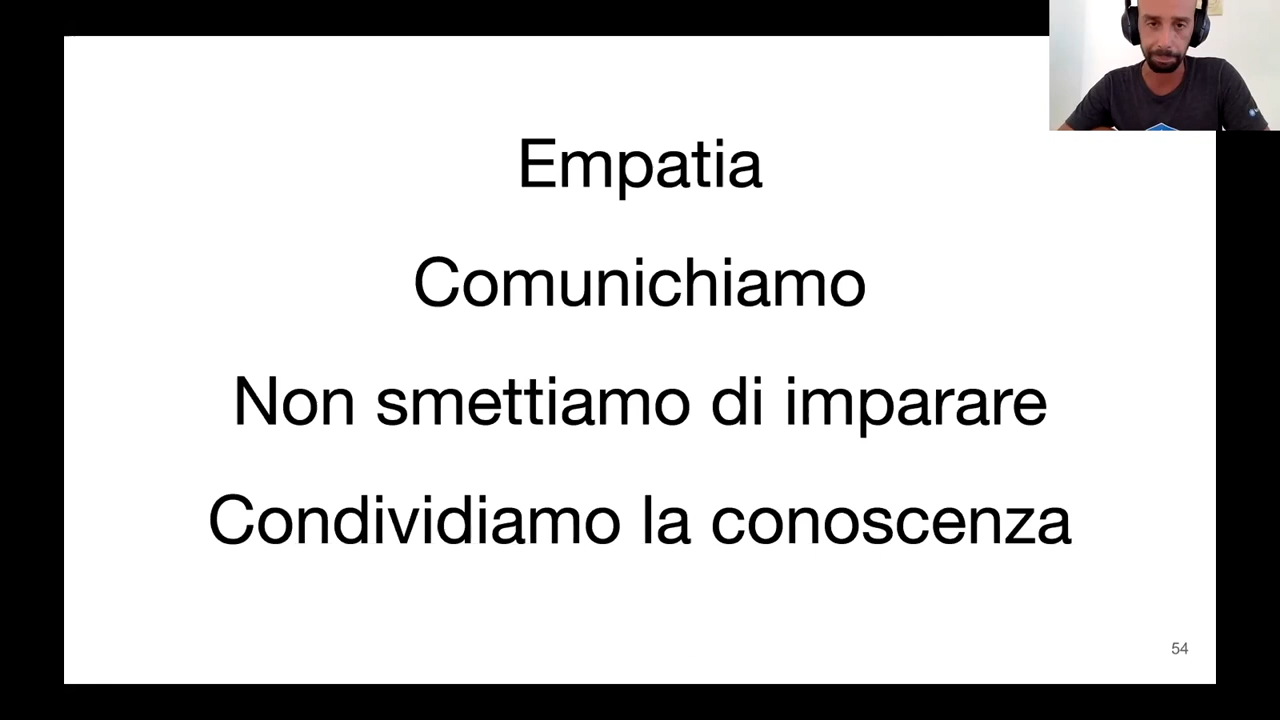 Empatia
Comunichiamo
Non smettiamo di imparare
Condividiamo la conoscenza
54